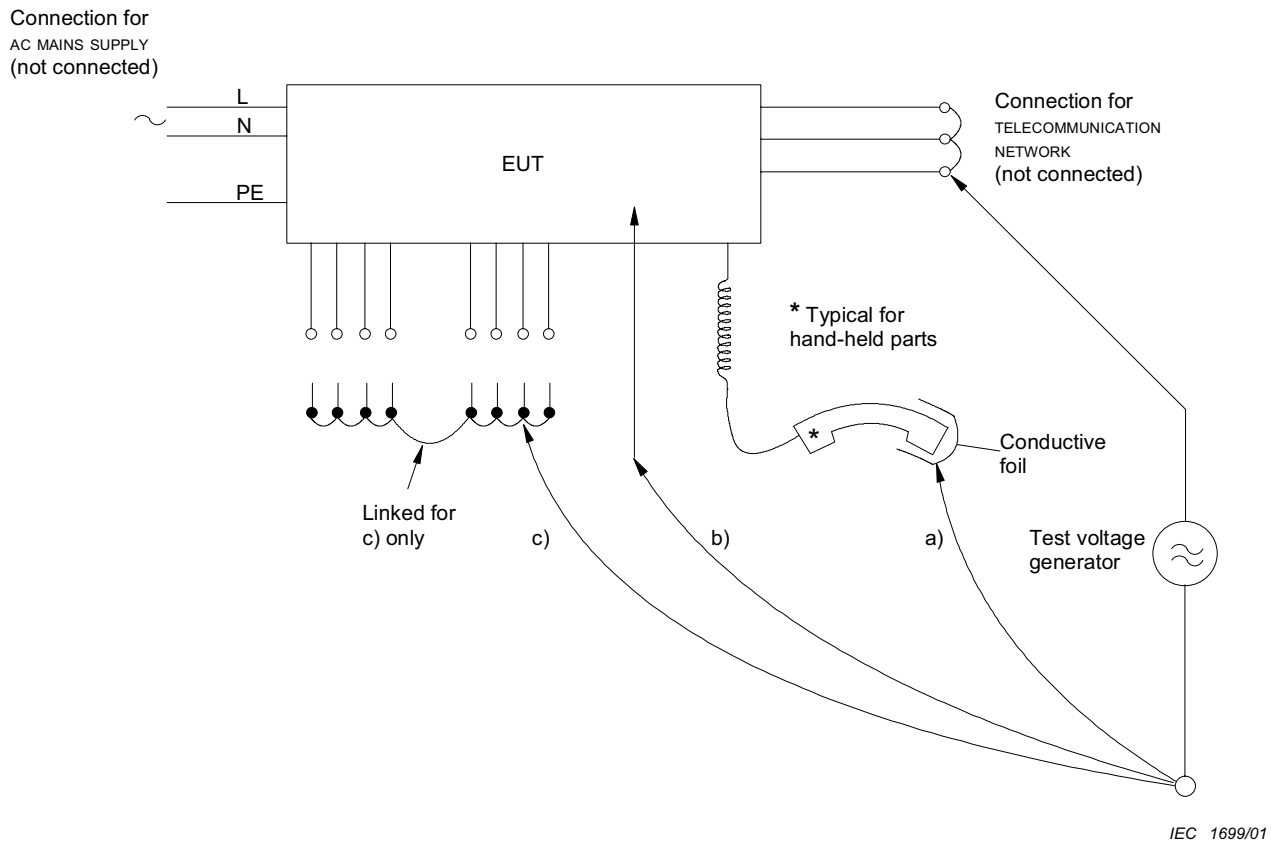 Connection for
AC MAINS SUPPLY
(not connected)
L
N
PE
EUT
Connection for
TELECOMMUNICATION
NETWORK
(not connected)
* Typical for
hand-held parts
*
Conductive
foil
Linked for
c) only
c)
b)
a)
Test voltage
generator
IEC 1699/01